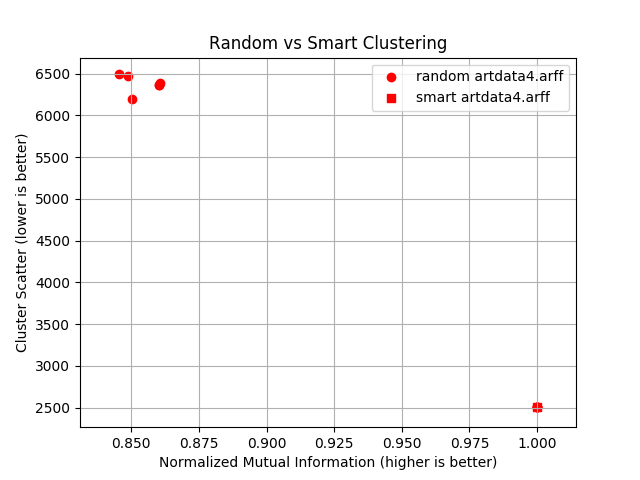 Random vs Smart Clustering
random artdata4.arff
smart artdata4.arff
Cluster Scatter (lower is better)
6500
6000
5500
5000
4500
4000
3500
3000
2500
0.850 0.875 0.900 0.925 0.950 0.975 1.000
Normalized Mutual Information (higher is better)